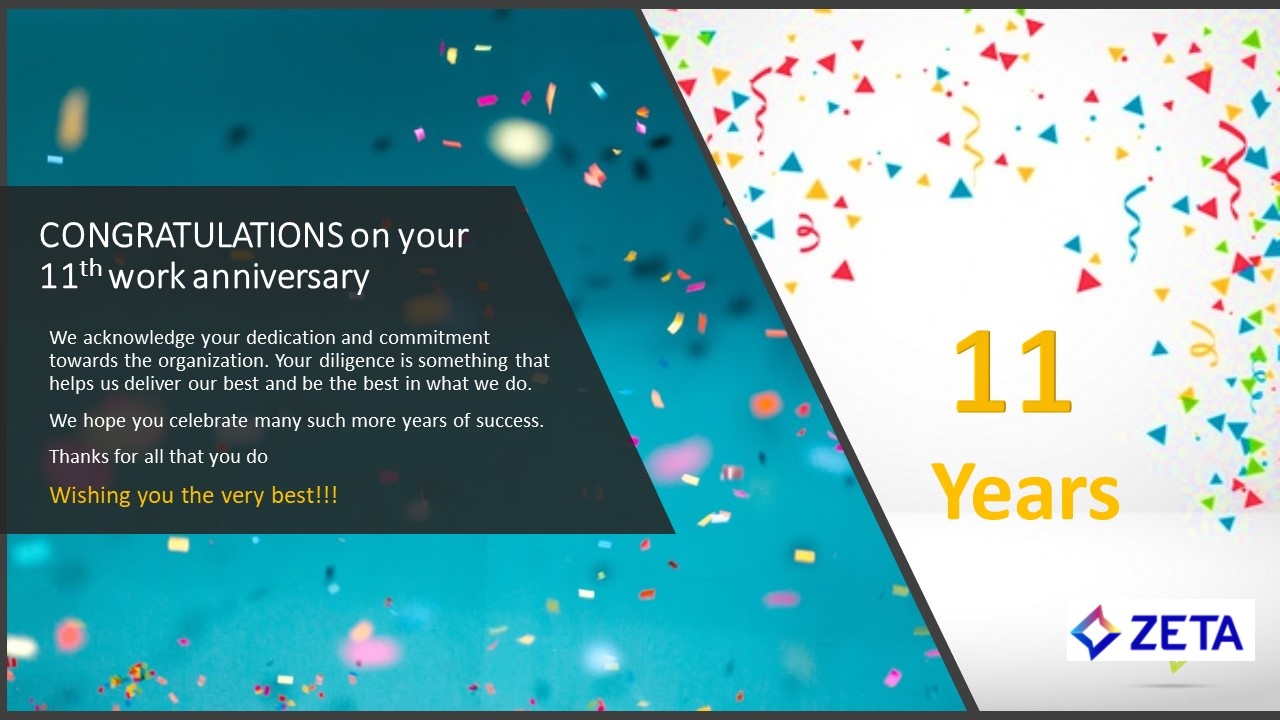 CONGRATULATIONS on your
11th work anniversary
We acknowledge your dedication and commitment
towards the organization. Your diligence is something that
helps us deliver our best and be the best in what we do.
We hope you celebrate many such more years of success.
Thanks for all that you do
Wishing you the very best!!!
11
Years
ZETA